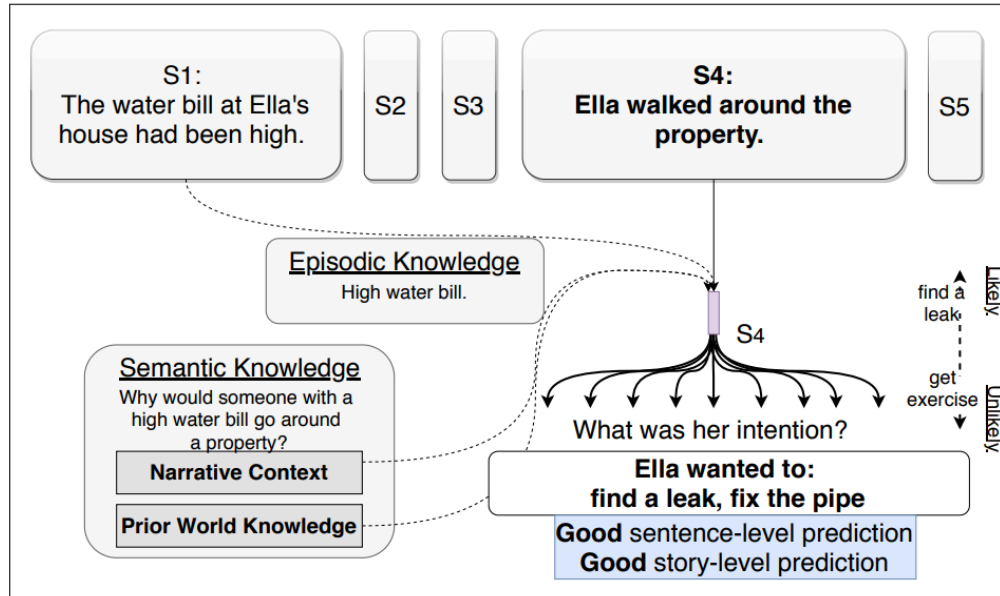 S1:
The water bill at Ella's
house had been high.
S2
S3
S4:
Ella walked around the
property.
S5
Episodic Knowledge
High water bill.
Semantic Knowledge
Why would someone with a
high water bill go around
a property?
Narrative Context
Prior World Knowledge
S4
find a
leak
get
exercise
Likely
Unlikely
What was her intention?
Ella wanted to:
find a leak, fix the pipe
Good sentence-level prediction
Good story-level prediction